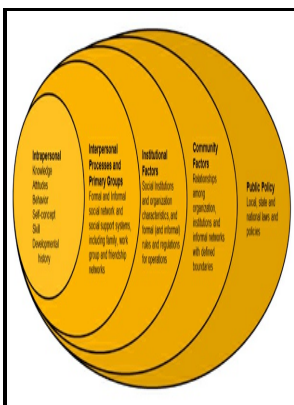 Intrapersonal
Knowledge
Attitudes
Behavior
Self-concept
Skill
Developmental
history
Interpersonal
Processes and
Primary Groups
Formal and informal
social network and
social support systems,
including family, work
group and friendship
networks
Institutional
Factors
Social Institutions
and organization
characteristics, and
formal (and informal)
rules and regulations
for operations
Community
Factors
Relationships
among
organization,
institutions and
informal networks
with defined
boundaries
Public Policy
Local, state and
national laws and
policies